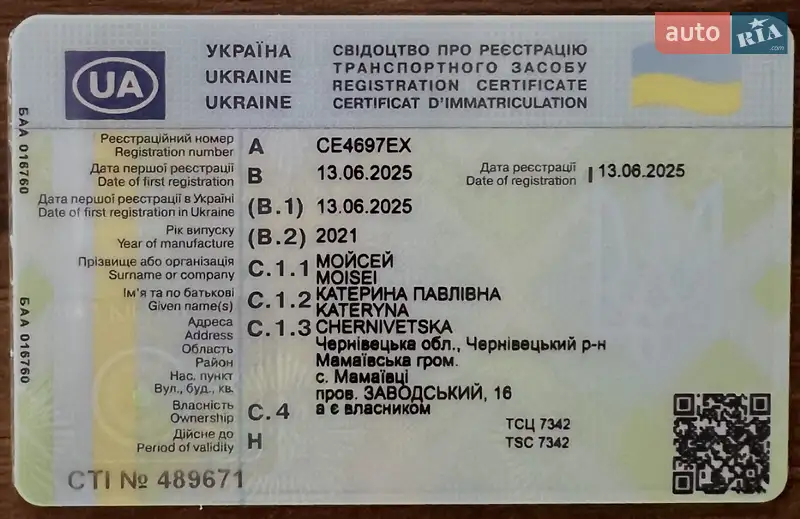 auto RIA .com
УКРАЇНА
UKRAINE
UKRAINE
СВІДОЦТВО ПРО РЕЄСТРАЦІЮ
ТРАНСПОРТНОГО ЗАСОБУ
REGISTRATION CERTIFICATE
CERTIFICAT D'IMMATRICULATION
UA
БАА 016760
БАА 016760
Реєстраційний номер
Registration number A CE4697EX
Дата першої реєстрації
Date of first registration B 13.06.2025
Дата реєстрації
Date of registration I 13.06.2025
Дата першої реєстрації в Україні
Date of first registration in Ukraine (B.1) 13.06.2025
Рік випуску
Year of manufacture (B.2) 2021
Прізвище або організація
Surname or company C.1.1 МОЙСЕЙ
MOISEI
Ім'я та по батькові
Given name(s) C.1.2 КАТЕРИНА ПАВЛІВНА
KATERYNA
Адреса
Address C.1.3 CHERNIVETSKA
Область
Район
Нас. пункт
Вул., буд., кв.
Чернівецька обл., Чернівецький р-н
Мамаївська гром.
с. Мамаївці
пров. ЗАВОДСЬКИЙ, 16
Власність
Ownership C.4 а є власником
Дійсне до
Period of validity H
ТСЦ 7342
TSC 7342
СТІ № 489671